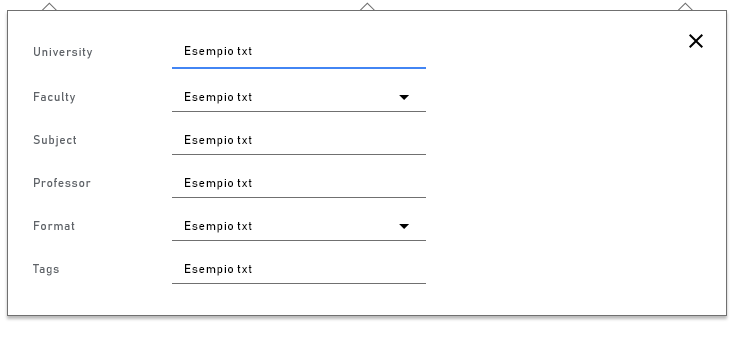 University Esempio txt
Faculty Esempio txt
Subject Esempio txt
Professor Esempio txt
Format Esempio txt
Tags Esempio txt